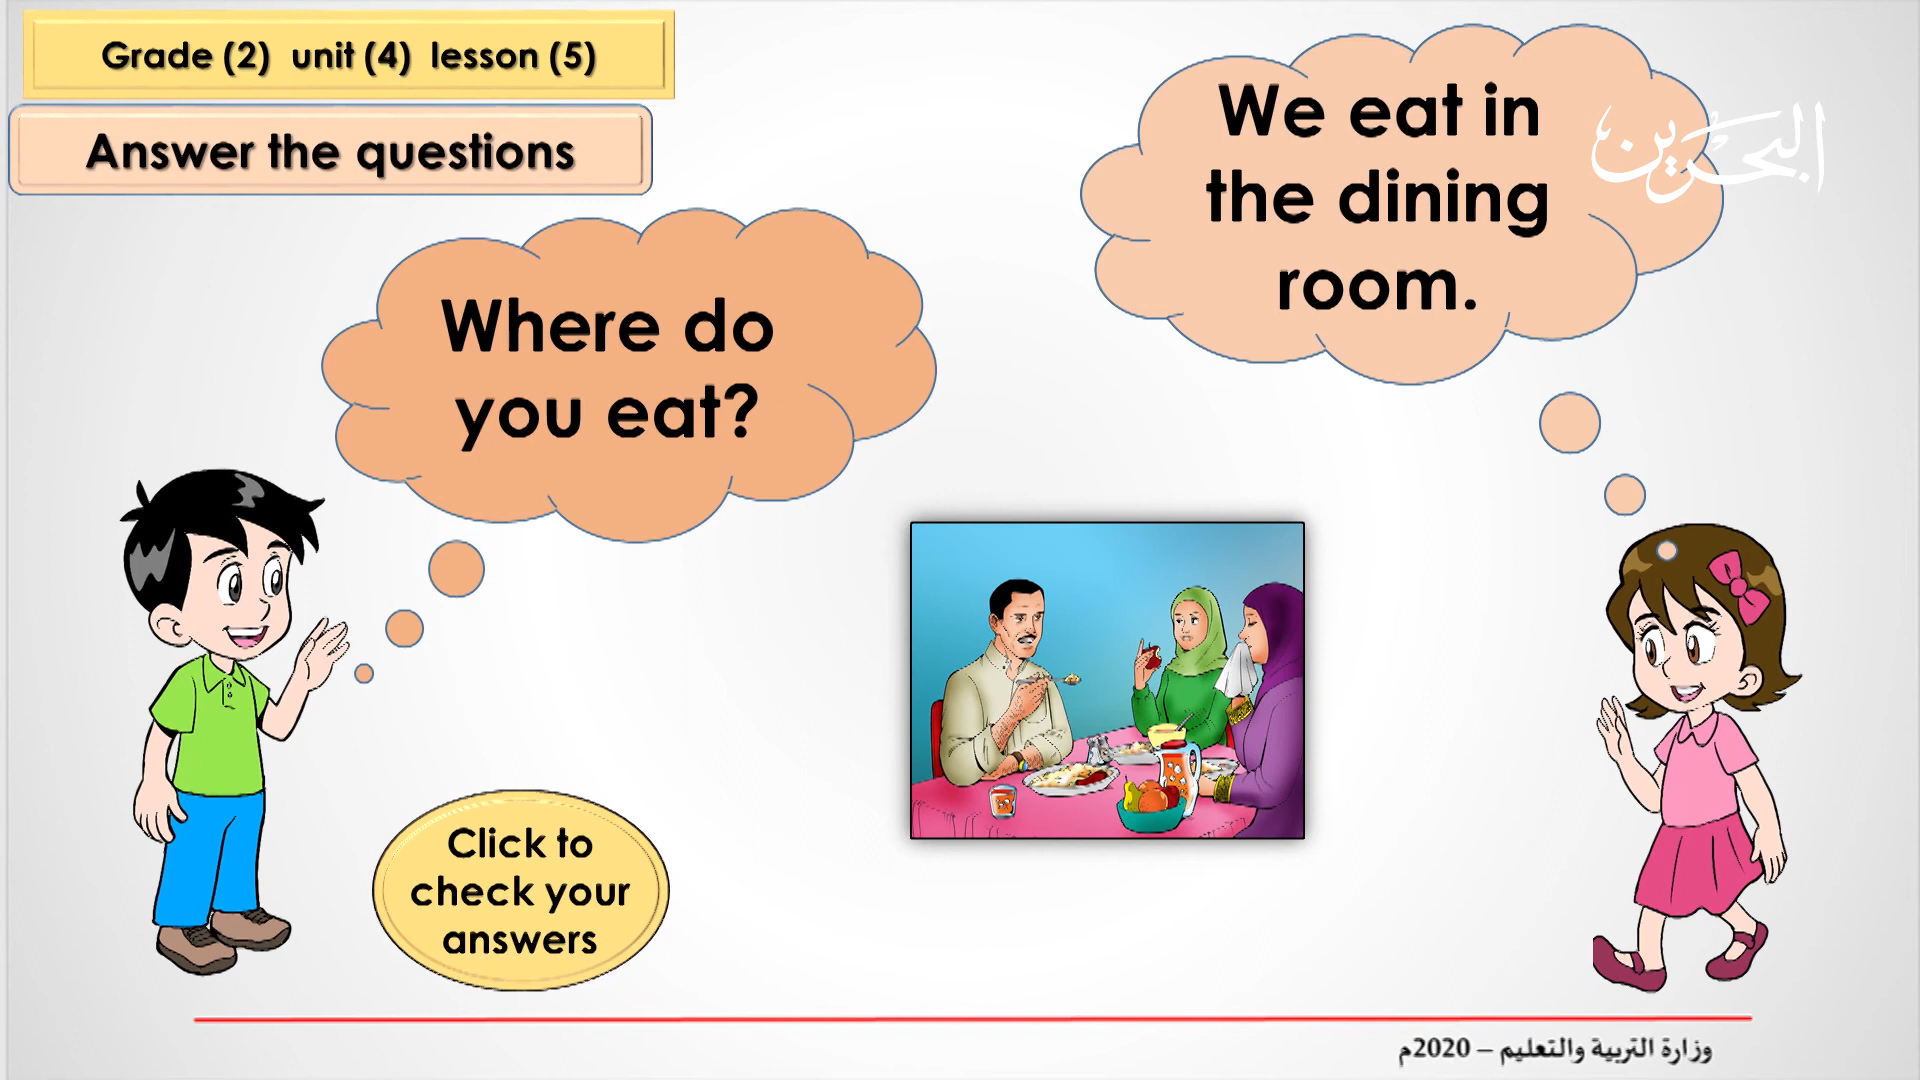 Grade (2) unit (4) lesson (5)
Answer the questions
We eat in
the dining
room.
البحرين
Where do
you eat?
Click to
check your
answers
وزارة التربية والتعليم – 2020م